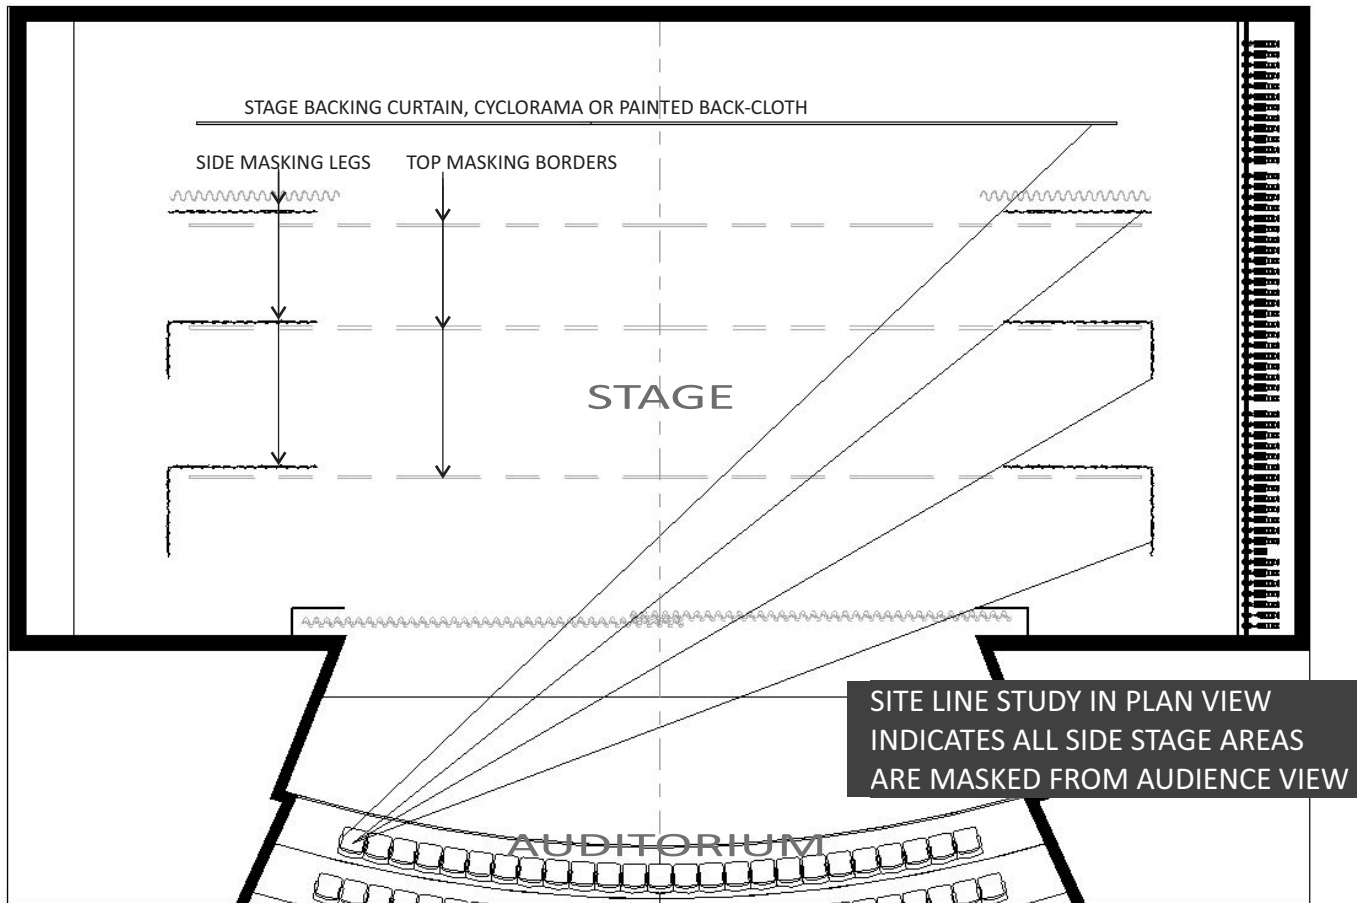 STAGE BACKING CURTAIN, CYCLORAMA OR PAINTED BACK-CLOTH
SIDE MASKING LEGS
TOP MASKING BORDERS
STAGE
SITE LINE STUDY IN PLAN VIEW
INDICATES ALL SIDE STAGE AREAS
ARE MASKED FROM AUDIENCE VIEW
AUDITORIUM